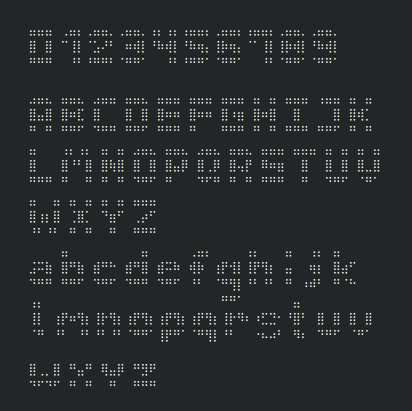 0123456789
ABCDEFGHIJK
LMNOPQRSTUV
WXYZ
abcdefghijk
lmnopqrstuv
wxyz